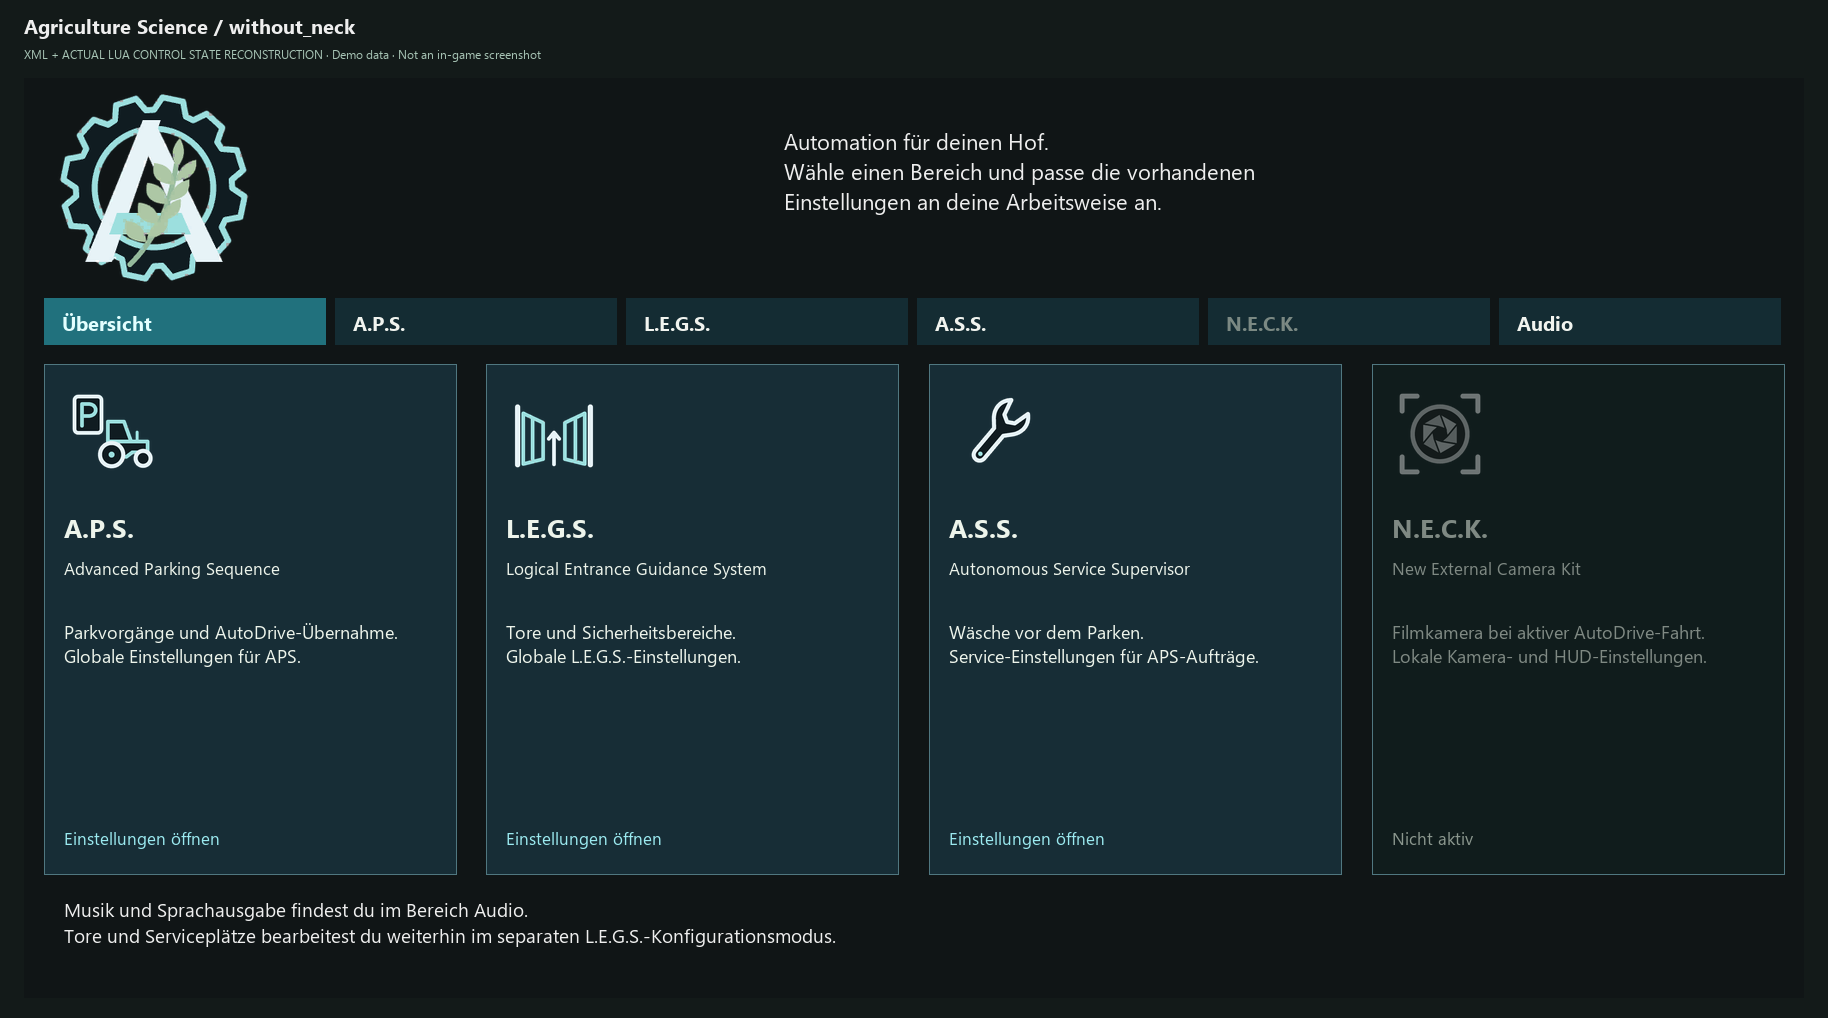 Agriculture Science / without_neck
XML + ACTUAL LUA CONTROL STATE RECONSTRUCTION · Demo data · Not an in-game screenshot
Automation für deinen Hof.
Wähle einen Bereich und passe die vorhandenen
Einstellungen an deine Arbeitsweise an.
Übersicht
A.P.S.
L.E.G.S.
A.S.S.
N.E.C.K.
Audio
P
A.P.S.
Advanced Parking Sequence
Parkvorgänge und AutoDrive-Übernahme.
Globale Einstellungen für APS.
Einstellungen öffnen
L.E.G.S.
Logical Entrance Guidance System
Tore und Sicherheitsbereiche.
Globale L.E.G.S.-Einstellungen.
Einstellungen öffnen
A.S.S.
Autonomous Service Supervisor
Wäsche vor dem Parken.
Service-Einstellungen für APS-Aufträge.
Einstellungen öffnen
N.E.C.K.
New External Camera Kit
Filmkamera bei aktiver AutoDrive-Fahrt.
Lokale Kamera- und HUD-Einstellungen.
Nicht aktiv
Musik und Sprachausgabe findest du im Bereich Audio.
Tore und Serviceplätze bearbeitest du weiterhin im separaten L.E.G.S.-Konfigurationsmodus.